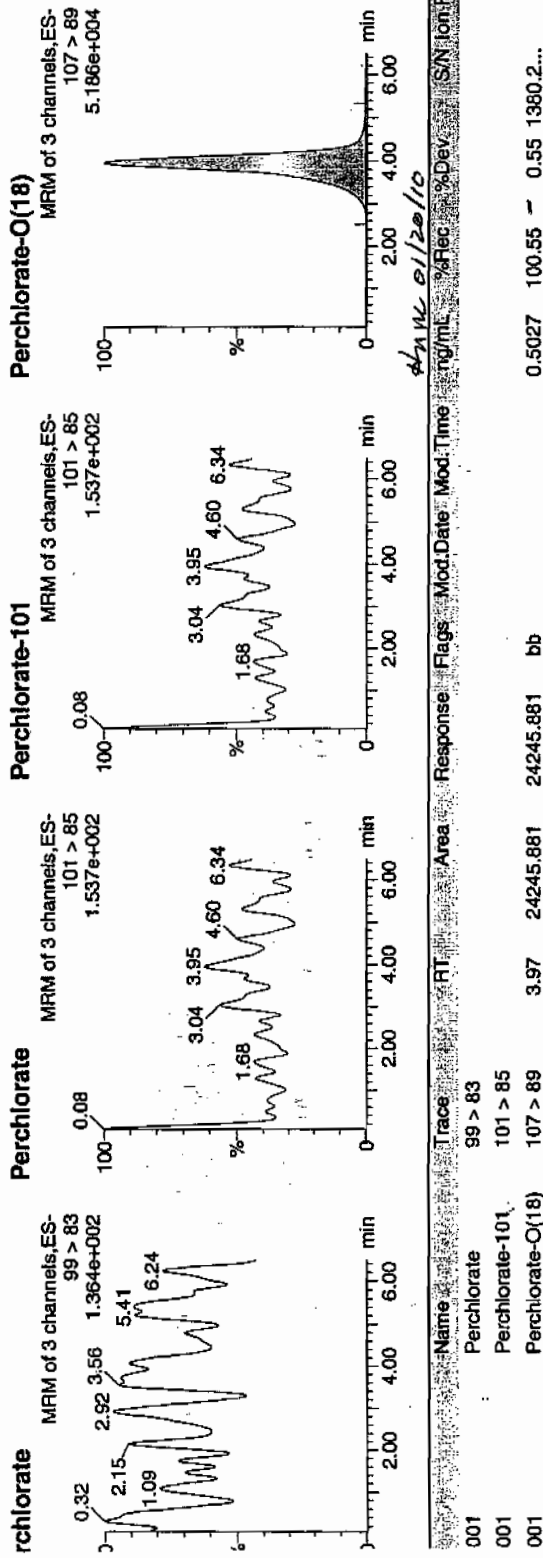 rchlorate
MRM of 3 channels,ES-
99 > 83
1.364e+002
0.32
1.09
2.15
2.92
3.56
5.41
6.24
%
2.00 4.00 6.00 min
Perchlorate
MRM of 3 channels,ES-
101 > 85
1.537e+002
0.08
1.68
3.04
3.95
4.60
6.34
100
%
0
2.00 4.00 6.00 min
Perchlorate-101
MRM of 3 channels,ES-
101 > 85
1.537e+002
0.08
1.68
3.04
3.95
4.60
6.34
100
%
0
2.00 4.00 6.00 min
Perchlorate-O(18)
MRM of 3 channels,ES-
107 > 89
5.186e+004
100
%
0
2.00 4.00 6.00 min
01/20/10
Name Trace RT Area Response Flags Mod.Date Mod.Time ng/mL %Rec %Dev S/N Ion
001 Perchlorate 99 > 83
001 Perchlorate-101 101 > 85
001 Perchlorate-O(18) 107 > 89 3.97 24245.881 24245.881 bb 0.5027 100.55 0.55 1380.2...